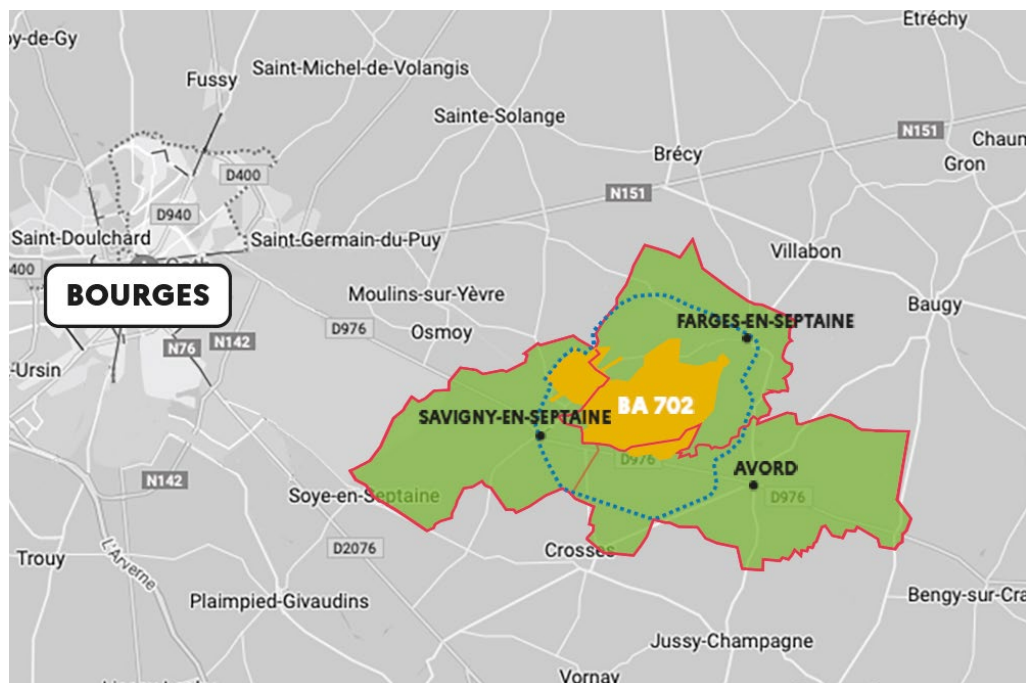 Etréchy
oy-de-Gy
Saint-Michel-de-Volangis
Fussy
Sainte-Solange
N151
Chaun
Brécy
Gron
D400
N151
D940
Saint-Doulchard
Saint-Germain-du-Puy
Villabon
400
BOURGES
Moulins-sur-Yèvre
Baugy
D976
Osmoy
FARGES-EN-SEPTAINE
N142
N76
-Ursin
BA 702
SAVIGNY-EN-SEPTAINE
D976
AVORD
N142
Soye-en-Septaine
D976
D2076
Crosses
Trouy
L'Arverne
Plaimpied-Givaudins
Bengy-sur-Cra
Jussy-Champagne
Vornay